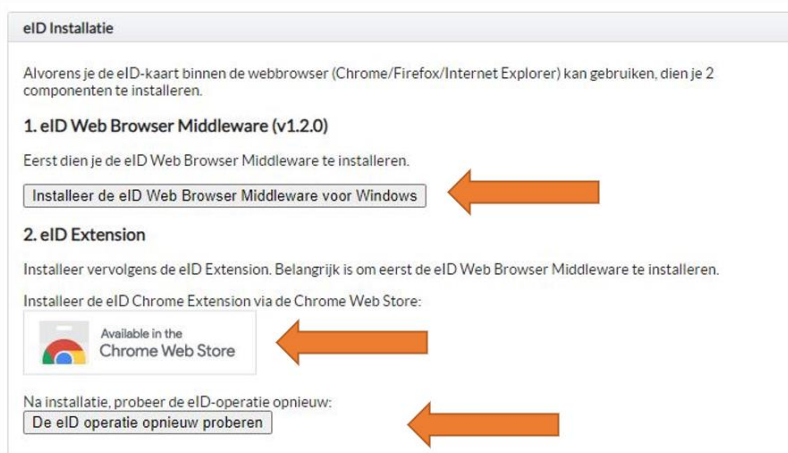 eID Installatie
Alvorens je de eID-kaart binnen de webbrowser (Chrome/Firefox/Internet Explorer) kan gebruiken, dien je 2
componenten te installeren.
1. eID Web Browser Middleware (v1.2.0)
Eerst dien je de eID Web Browser Middleware te installeren.
Installeer de eID Web Browser Middleware voor Windows
2. eID Extension
Installeer vervolgens de eID Extension. Belangrijk is om eerst de eID Web Browser Middleware te installeren.
Installeer de eID Chrome Extension via de Chrome Web Store:
Available in the
Chrome Web Store
Na installatie, probeer de eID-operatie opnieuw:
De eID operatie opnieuw proberen